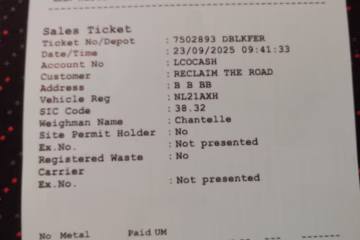 Sales Ticket
Ticket No/Depot : 7502893 DBLKFER
Date/Time : 23/09/2025 09:41:33
Account No : LCOCASH
Customer : RECLAIM THE ROAD
Address : B B BB
Vehicle Reg : NL21AXH
SIC Code : 38.32
Weighman Name : Chantelle
Site Permit Holder : No
Ex.No. : Not presented
Registered Waste : No
Carrier
Ex.No. : Not presented
No Metal Paid UM